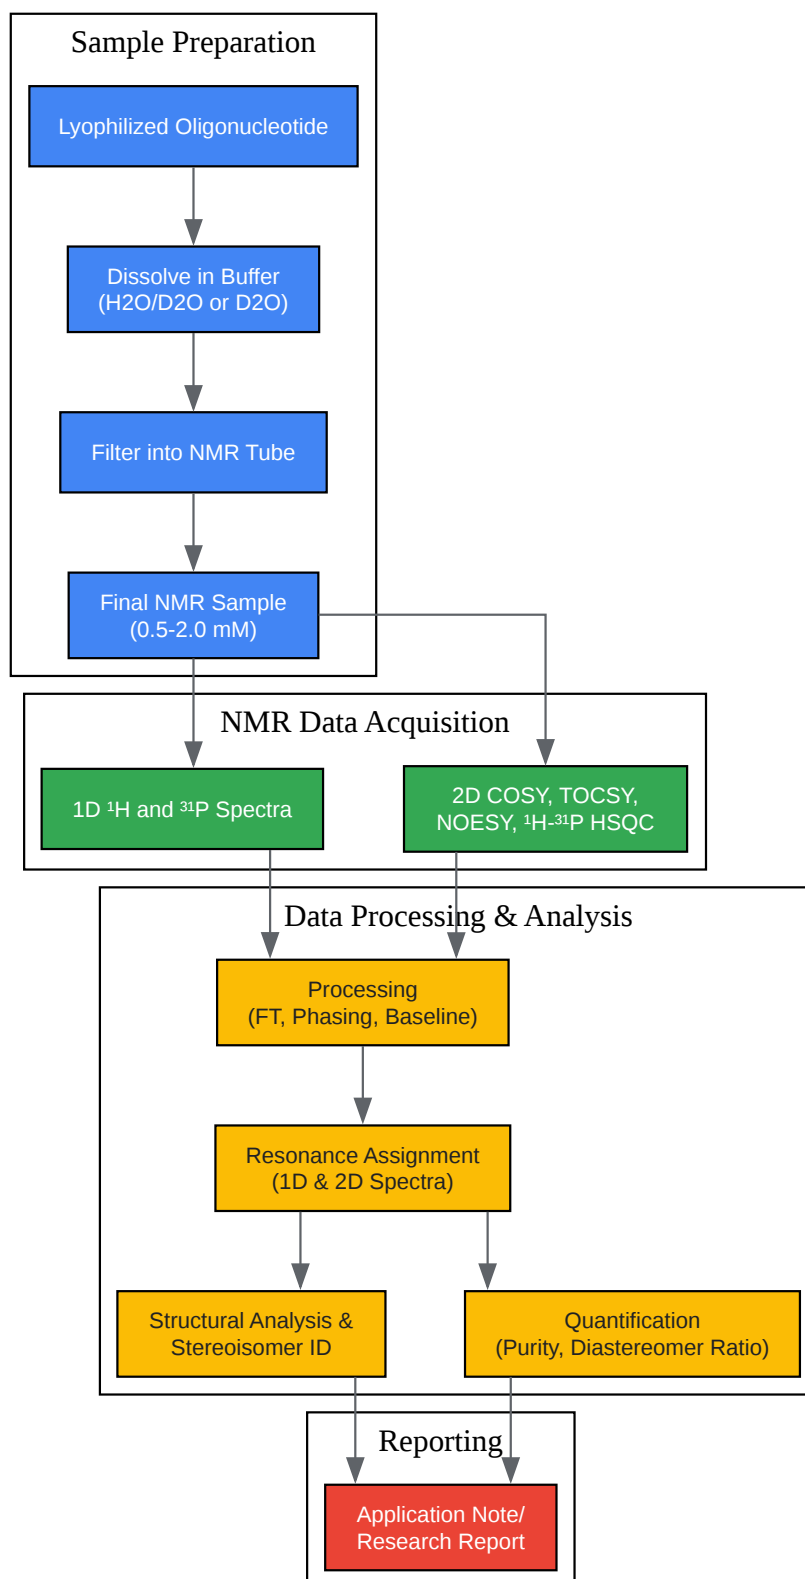 Sample Preparation
Lyophilized Oligonucleotide
Dissolve in Buffer
(H2O/D2O or D2O)
Filter into NMR Tube
Final NMR Sample
(0.5-2.0 mM)
NMR Data Acquisition
1D ¹H and ³¹P Spectra
2D COSY, TOCSY,
NOESY, ¹H-³¹P HSQC
Data Processing & Analysis
Processing
(FT, Phasing, Baseline)
Resonance Assignment
(1D & 2D Spectra)
Structural Analysis &
Stereoisomer ID
Quantification
(Purity, Diastereomer Ratio)
Reporting
Application Note/
Research Report